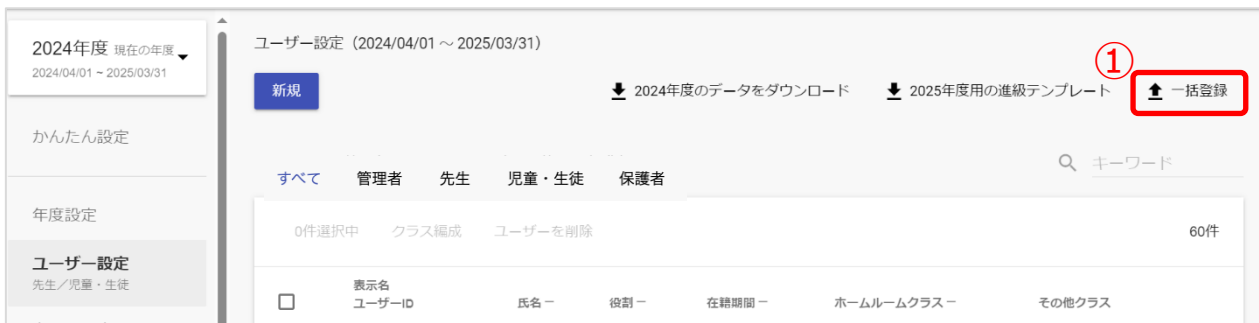 2024年度 現在の年度
2024/04/01 ~ 2025/03/31
かんたん設定
年度設定
ユーザー設定
先生／児童・生徒
ユーザー設定（2024/04/01 ～ 2025/03/31）
①
新規
2024年度のデータをダウンロード
2025年度用の進級テンプレート
一括登録
キーワード
すべて 管理者 先生 児童・生徒 保護者
0件選択中 クラス編成 ユーザーを削除 60件
表示名
ユーザーID 氏名 役割 在籍期間 ホームルームクラス その他クラス